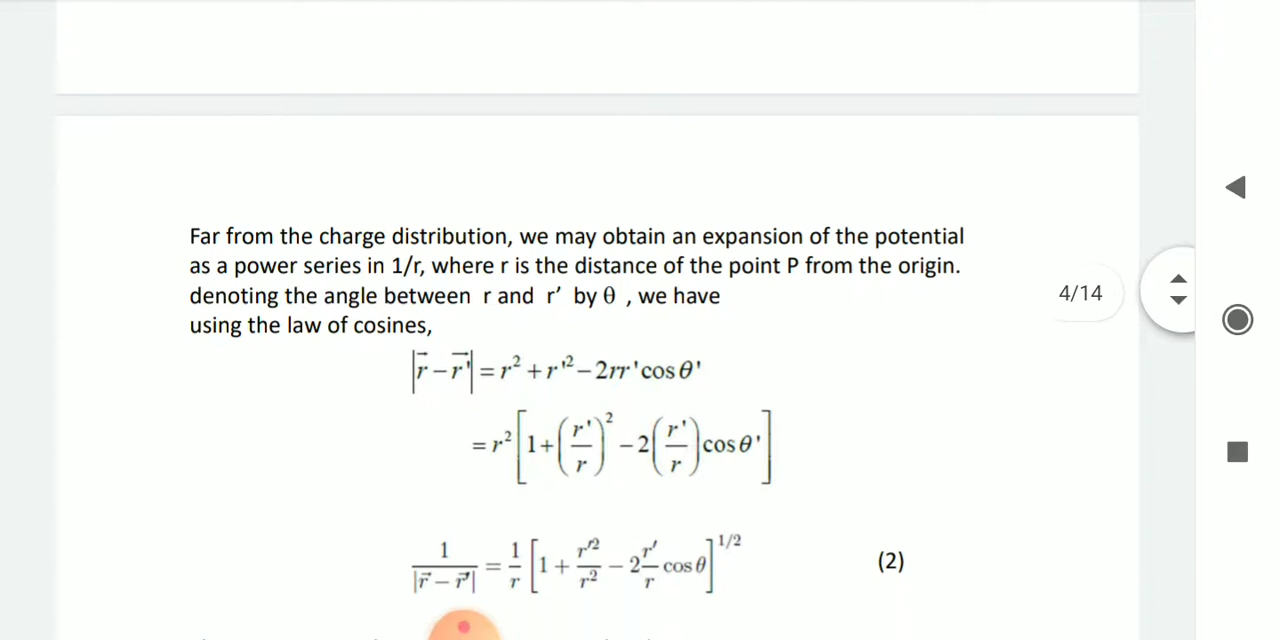 Far from the charge distribution, we may obtain an expansion of the potential
as a power series in 1/r, where r is the distance of the point P from the origin.
denoting the angle between r and r′ by θ , we have
using the law of cosines,
|r⃗ − r⃗'| = r² + r'² − 2rr'cosθ'
= r² [1 + (r'/r)² − 2(r'/r)cosθ']
1/|r⃗ − r⃗′| = 1/r [1 + r′²/r² − 2 r′/r cosθ]^1/2 (2)
4/14